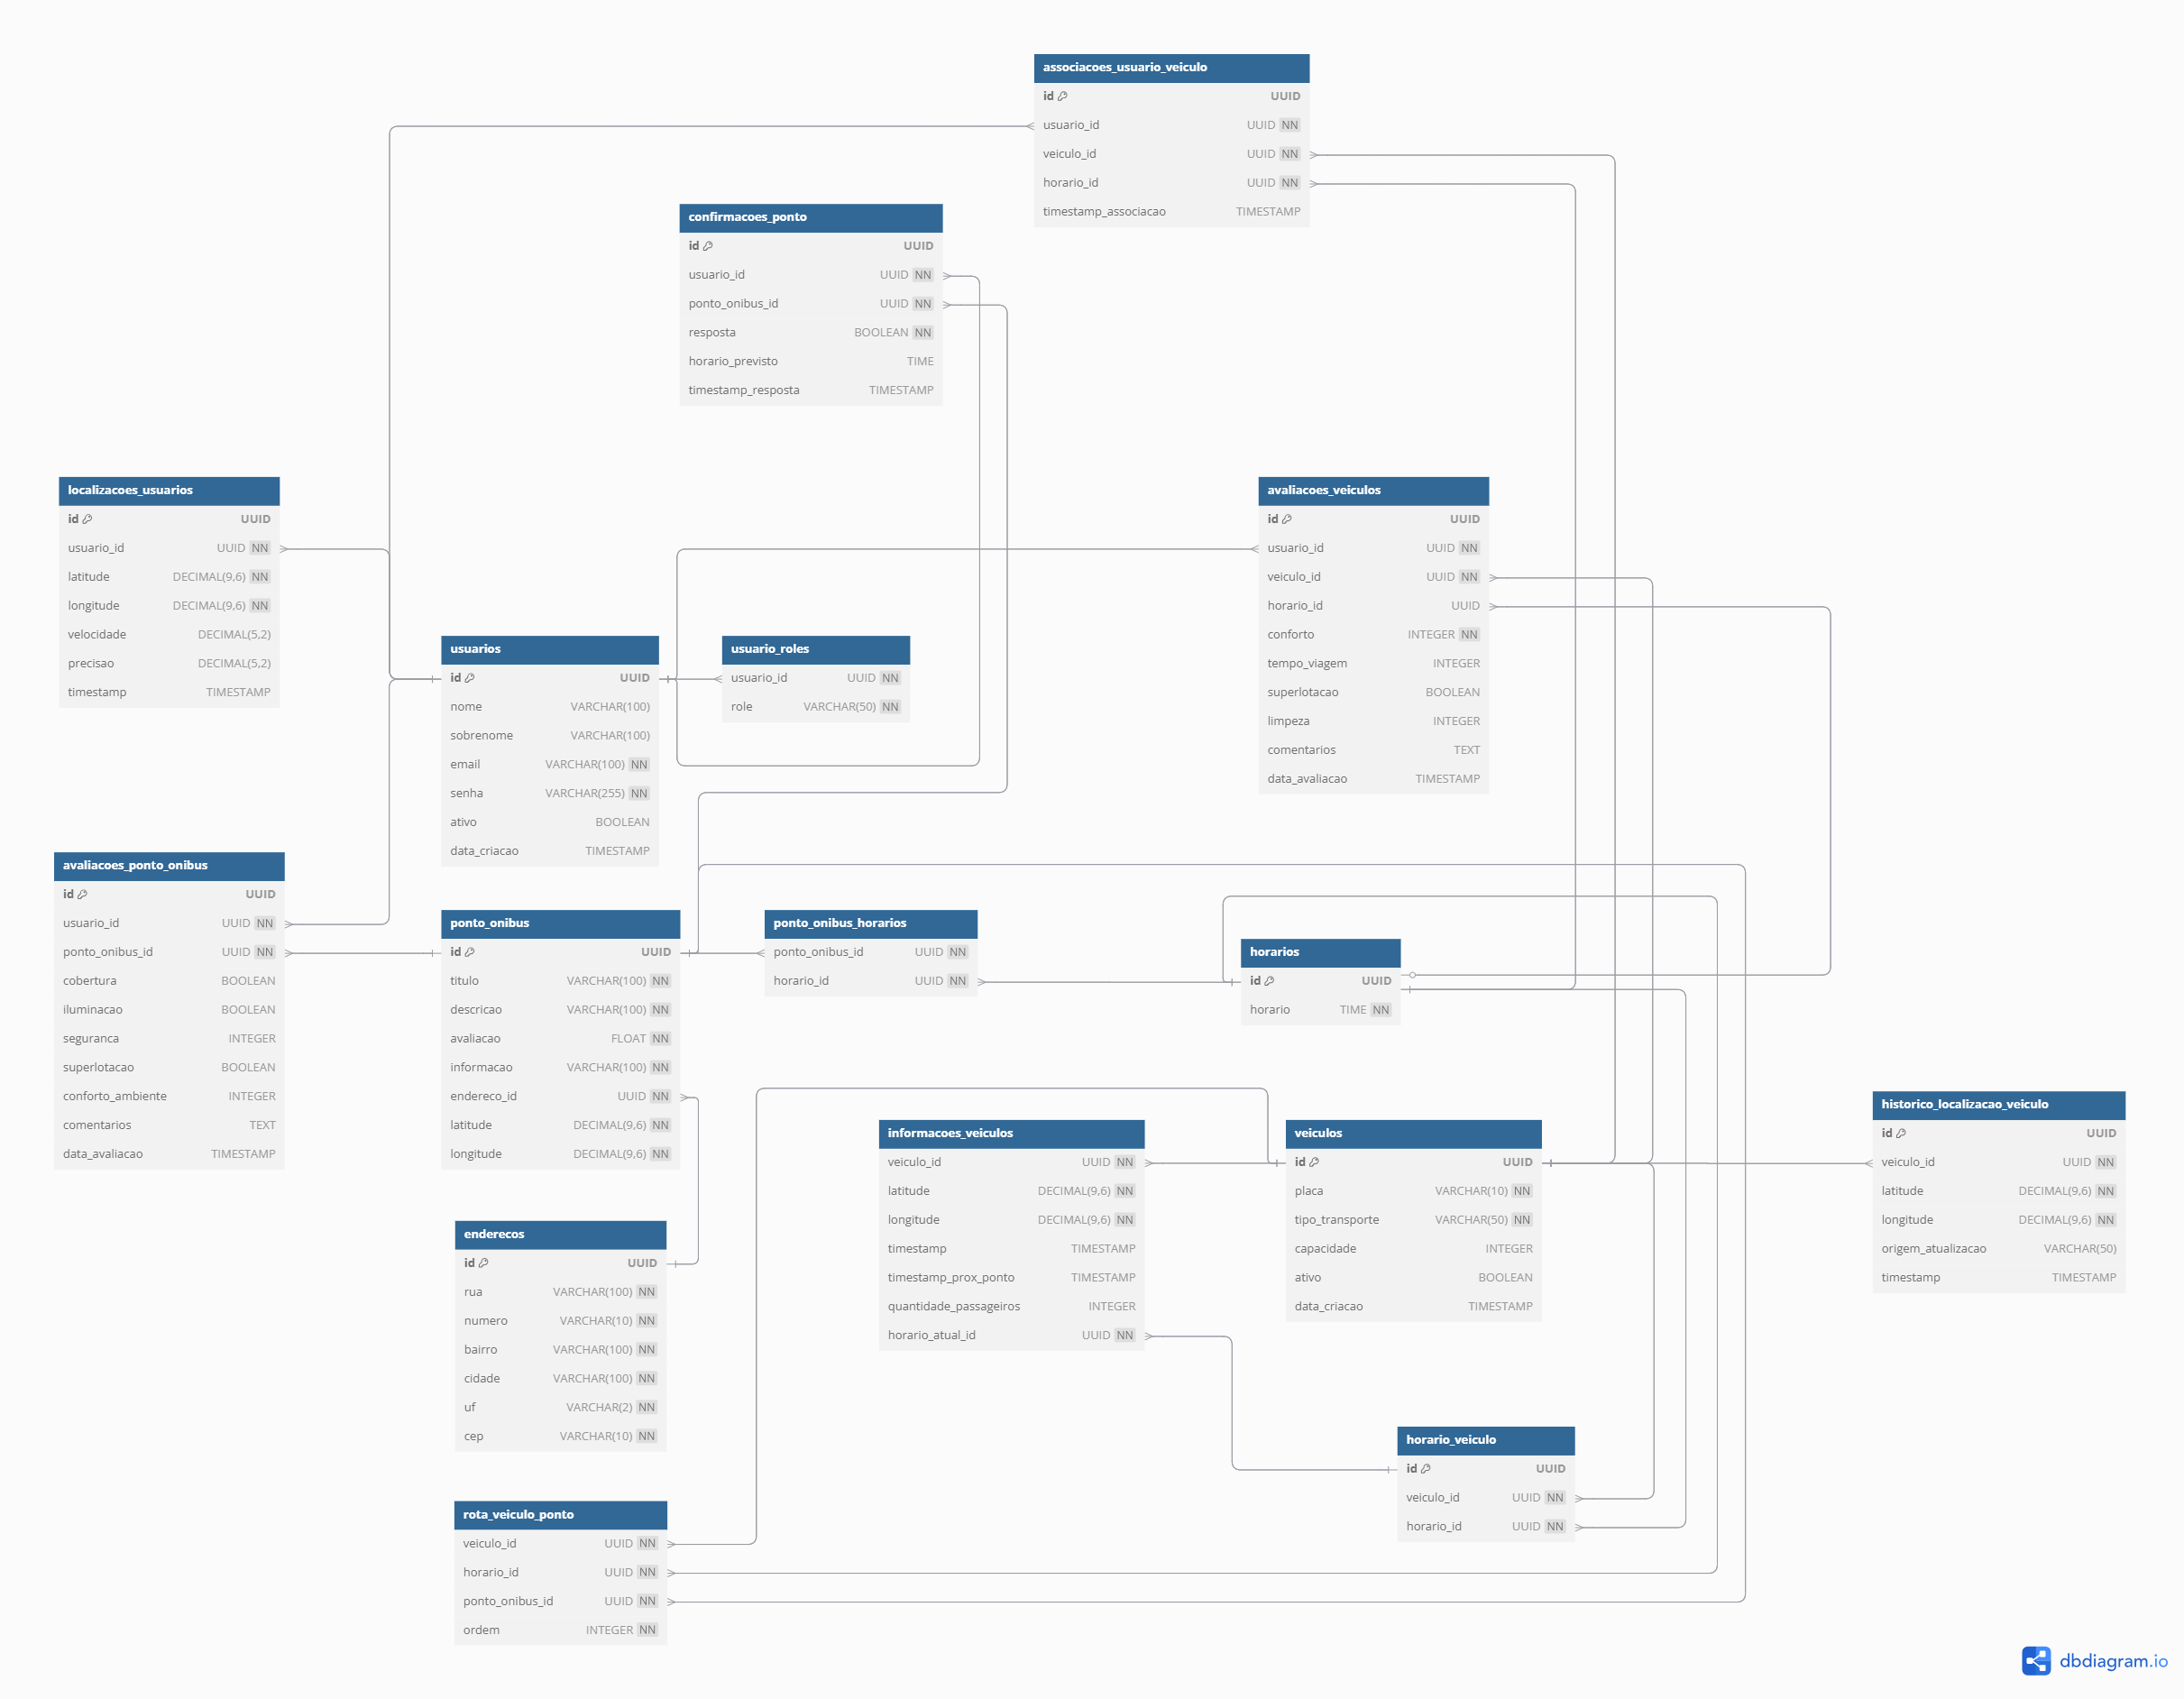 associacoes_usuario_veiculo
id UUID
usuario_id UUID NN
veiculo_id UUID NN
horario_id UUID NN
timestamp_associacao TIMESTAMP
confirmacoes_ponto
id UUID
usuario_id UUID NN
ponto_onibus_id UUID NN
resposta BOOLEAN NN
horario_previsto TIME
timestamp_resposta TIMESTAMP
localizacoes_usuarios
id UUID
usuario_id UUID NN
latitude DECIMAL(9,6) NN
longitude DECIMAL(9,6) NN
velocidade DECIMAL(5,2)
precisao DECIMAL(5,2)
timestamp TIMESTAMP
avaliacoes_veiculos
id UUID
usuario_id UUID NN
veiculo_id UUID NN
horario_id UUID
conforto INTEGER NN
tempo_viagem INTEGER
superlotacao BOOLEAN
limpeza INTEGER
comentarios TEXT
data_avaliacao TIMESTAMP
usuarios
id UUID
nome VARCHAR(100)
sobrenome VARCHAR(100)
email VARCHAR(100) NN
senha VARCHAR(255) NN
ativo BOOLEAN
data_criacao TIMESTAMP
usuario_roles
usuario_id UUID NN
role VARCHAR(50) NN
avaliacoes_ponto_onibus
id UUID
usuario_id UUID NN
ponto_onibus_id UUID NN
cobertura BOOLEAN
iluminacao BOOLEAN
seguranca INTEGER
superlotacao BOOLEAN
conforto_ambiente INTEGER
comentarios TEXT
data_avaliacao TIMESTAMP
ponto_onibus
id UUID
titulo VARCHAR(100) NN
descricao VARCHAR(100) NN
avaliacao FLOAT NN
informacao VARCHAR(100) NN
endereco_id UUID NN
latitude DECIMAL(9,6) NN
longitude DECIMAL(9,6) NN
ponto_onibus_horarios
ponto_onibus_id UUID NN
horario_id UUID NN
horarios
id UUID
horario TIME NN
historico_localizacao_veiculo
id UUID
veiculo_id UUID NN
latitude DECIMAL(9,6) NN
longitude DECIMAL(9,6) NN
origem_atualizacao VARCHAR(50)
timestamp TIMESTAMP
informacoes_veiculos
veiculo_id UUID NN
latitude DECIMAL(9,6) NN
longitude DECIMAL(9,6) NN
timestamp TIMESTAMP
timestamp_prox_ponto TIMESTAMP
quantidade_passageiros INTEGER
horario_atual_id UUID NN
veiculos
id UUID
placa VARCHAR(10) NN
tipo_transporte VARCHAR(50) NN
capacidade INTEGER
ativo BOOLEAN
data_criacao TIMESTAMP
enderecos
id UUID
rua VARCHAR(100) NN
numero VARCHAR(10) NN
bairro VARCHAR(100) NN
cidade VARCHAR(100) NN
uf VARCHAR(2) NN
cep VARCHAR(10) NN
horario_veiculo
id UUID
veiculo_id UUID NN
horario_id UUID NN
rota_veiculo_ponto
veiculo_id UUID NN
horario_id UUID NN
ponto_onibus_id UUID NN
ordem INTEGER NN
dbdiagram.io